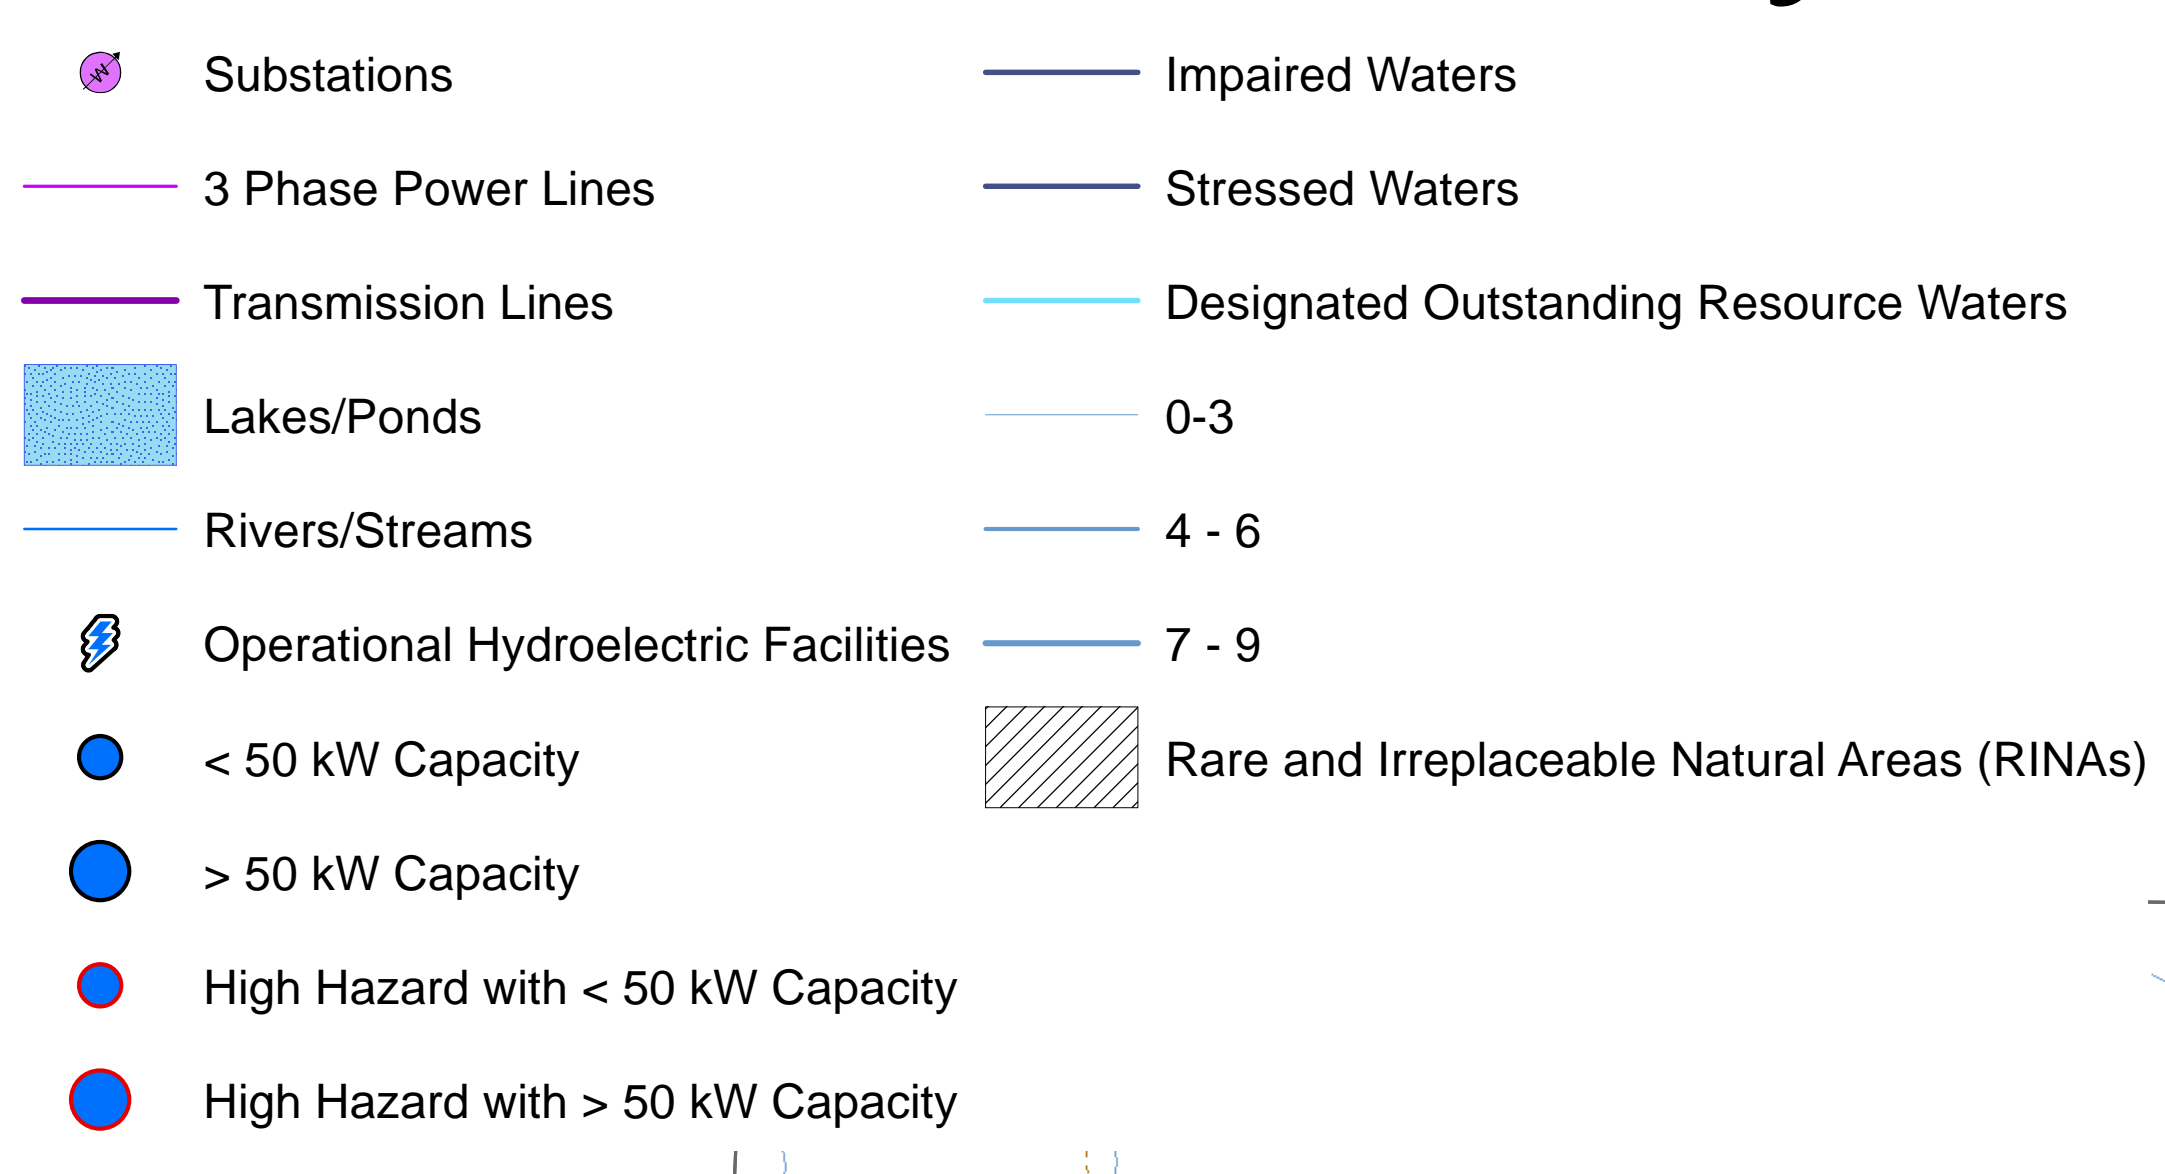 Substations
3 Phase Power Lines
Transmission Lines
Lakes/Ponds
Rivers/Streams
Operational Hydroelectric Facilities
< 50 kW Capacity
> 50 kW Capacity
High Hazard with < 50 kW Capacity
High Hazard with > 50 kW Capacity
Impaired Waters
Stressed Waters
Designated Outstanding Resource Waters
0-3
4 - 6
7 - 9
Rare and Irreplaceable Natural Areas (RINAs)